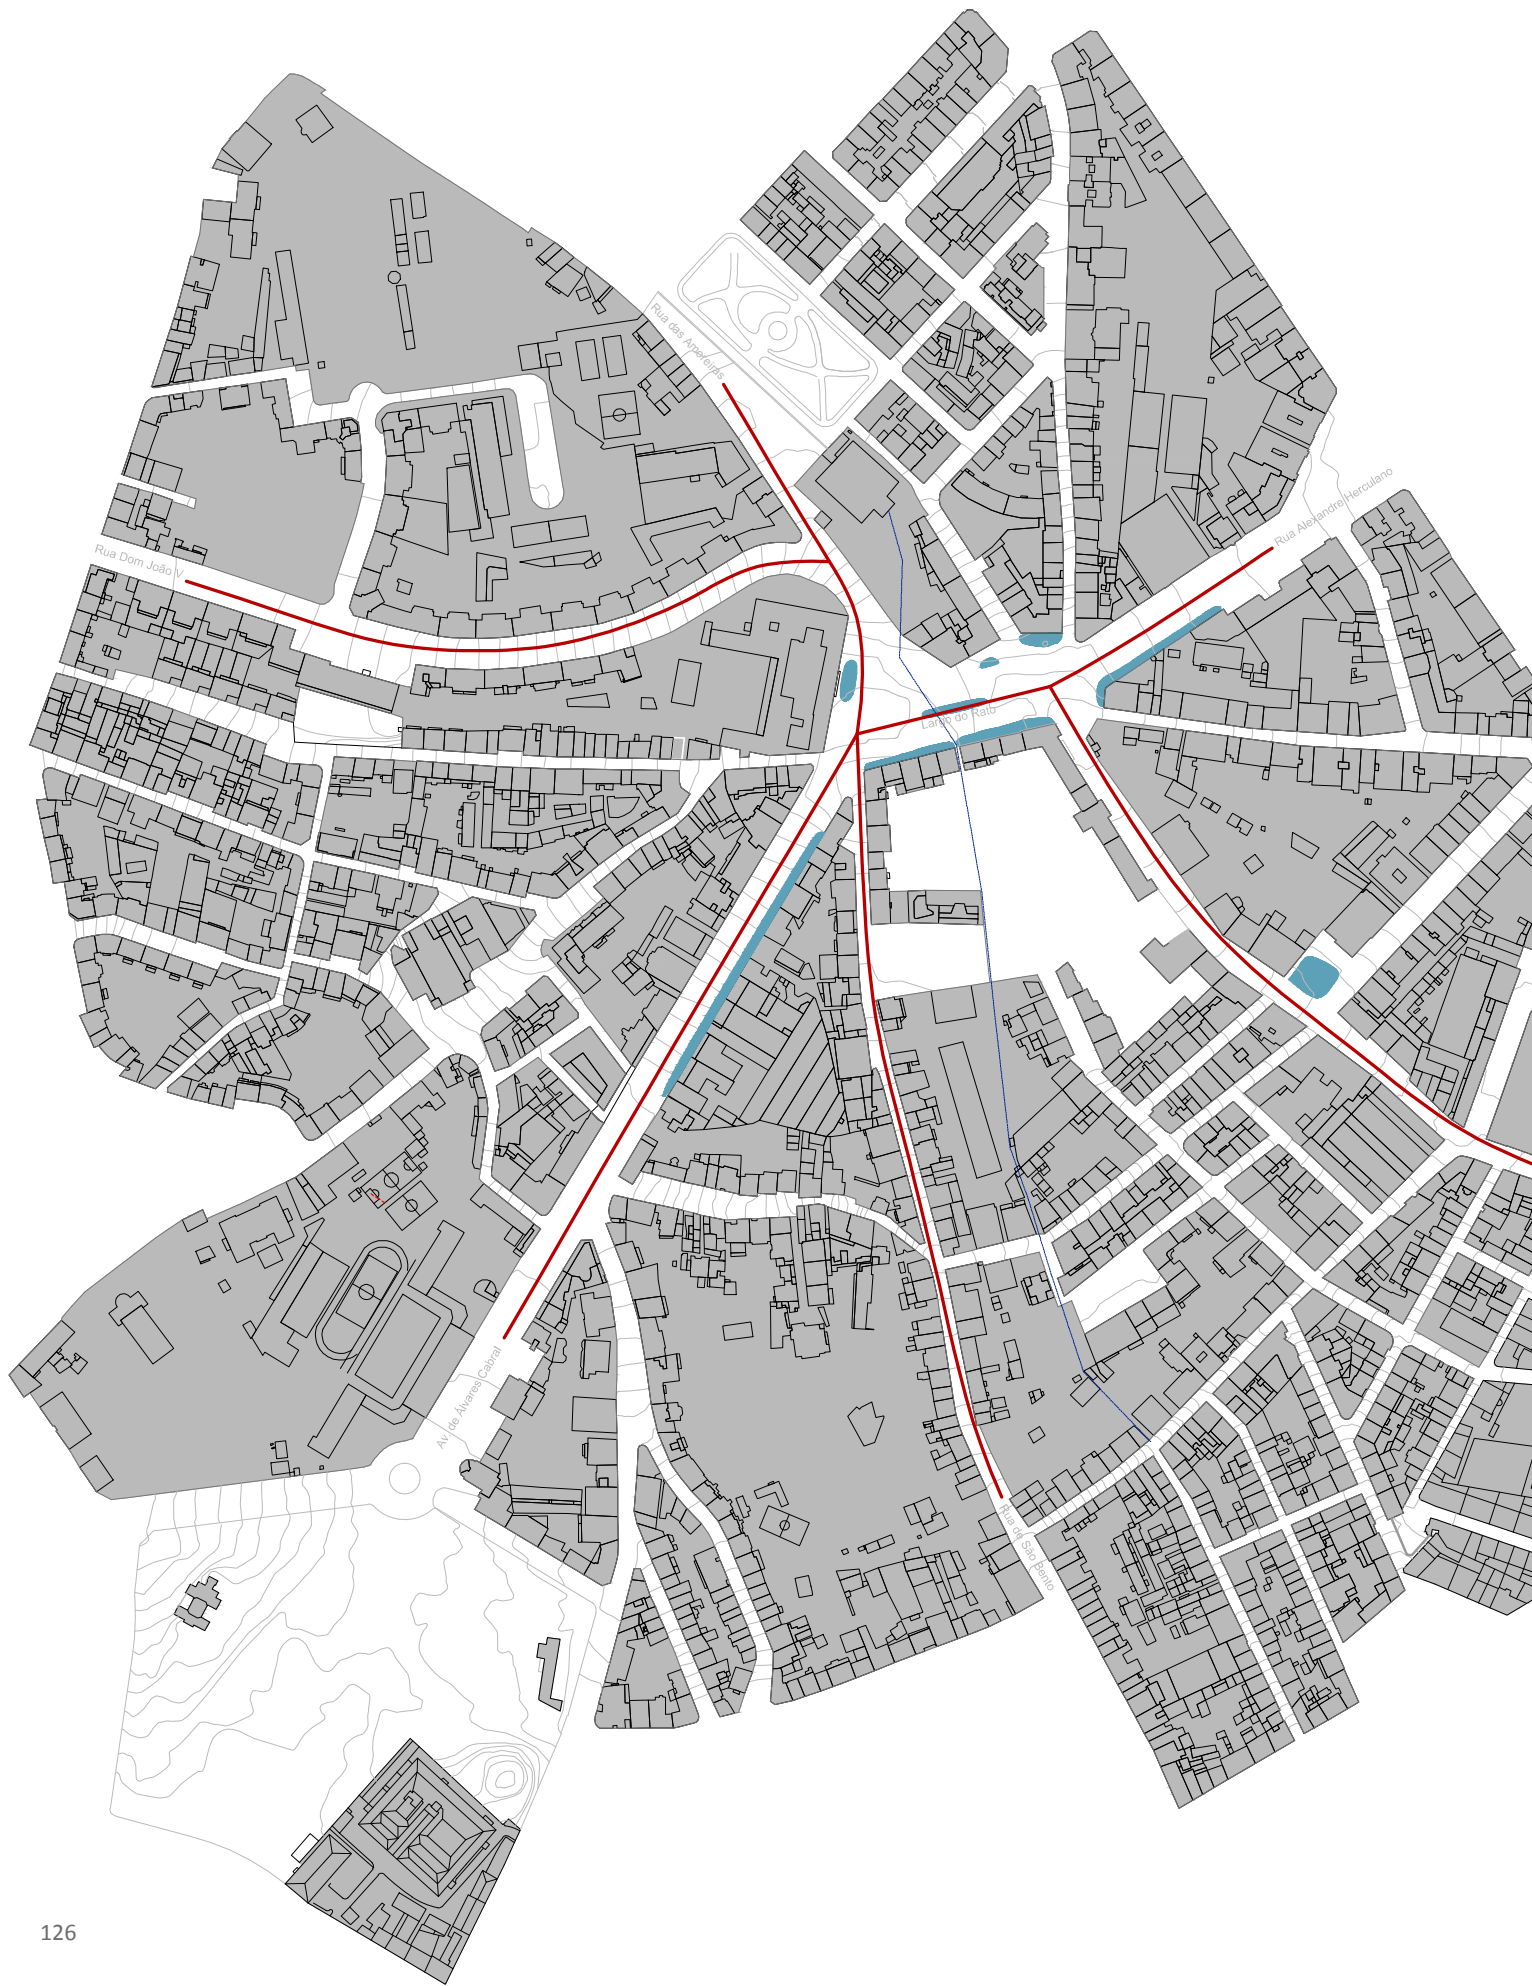 Rua das Amoreiras
Rua Alexandre Herculano
Rua Dom João V
Largo do Rato
Av. de Álvares Cabral
Rua de São Bento
126